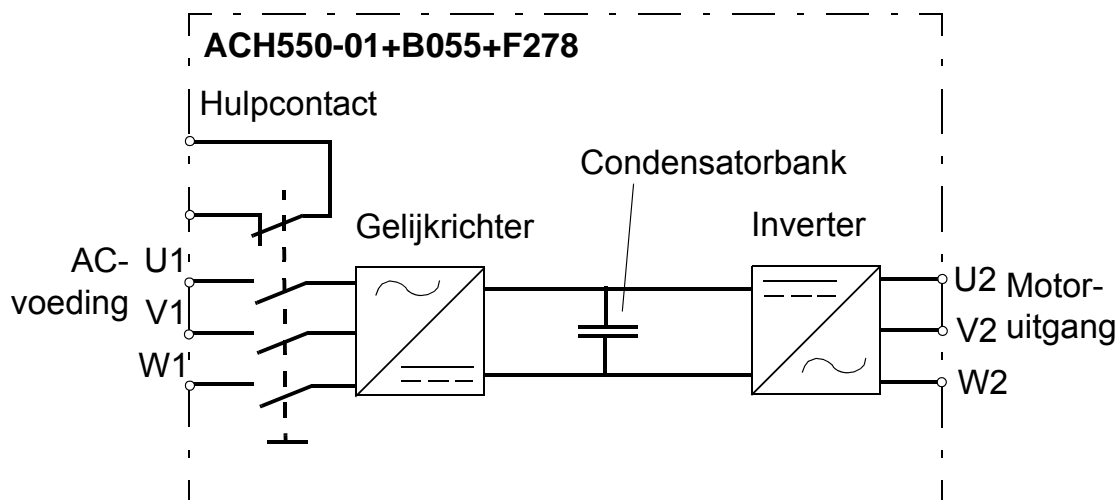 ACH550-01+B055+F278
Hulpcontact
Condensatorbank
Gelijkrichter
Inverter
AC-
voeding
U1
V1
W1
U2
V2
W2
Motor-
uitgang